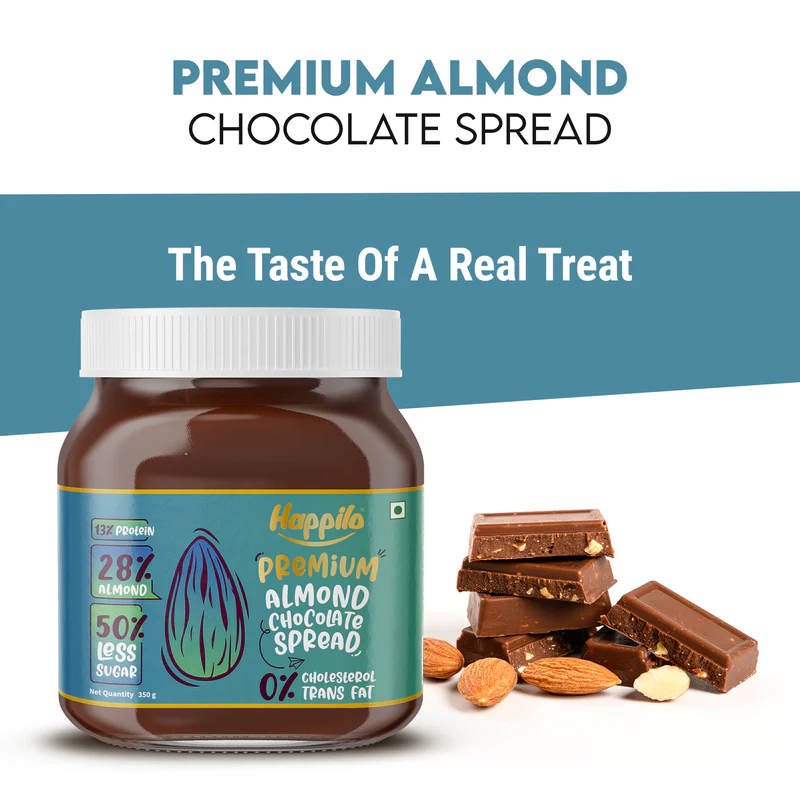 PREMIUM ALMOND
CHOCOLATE SPREAD
The Taste Of A Real Treat
Happilo
PREMIUM
ALMOND
CHOCOLATE
SPREAD
0% CHOLESTEROL
TRANS FAT
13% PROTEIN
28%
ALMOND
50%
LESS
SUGAR
Net Quantity 350 g